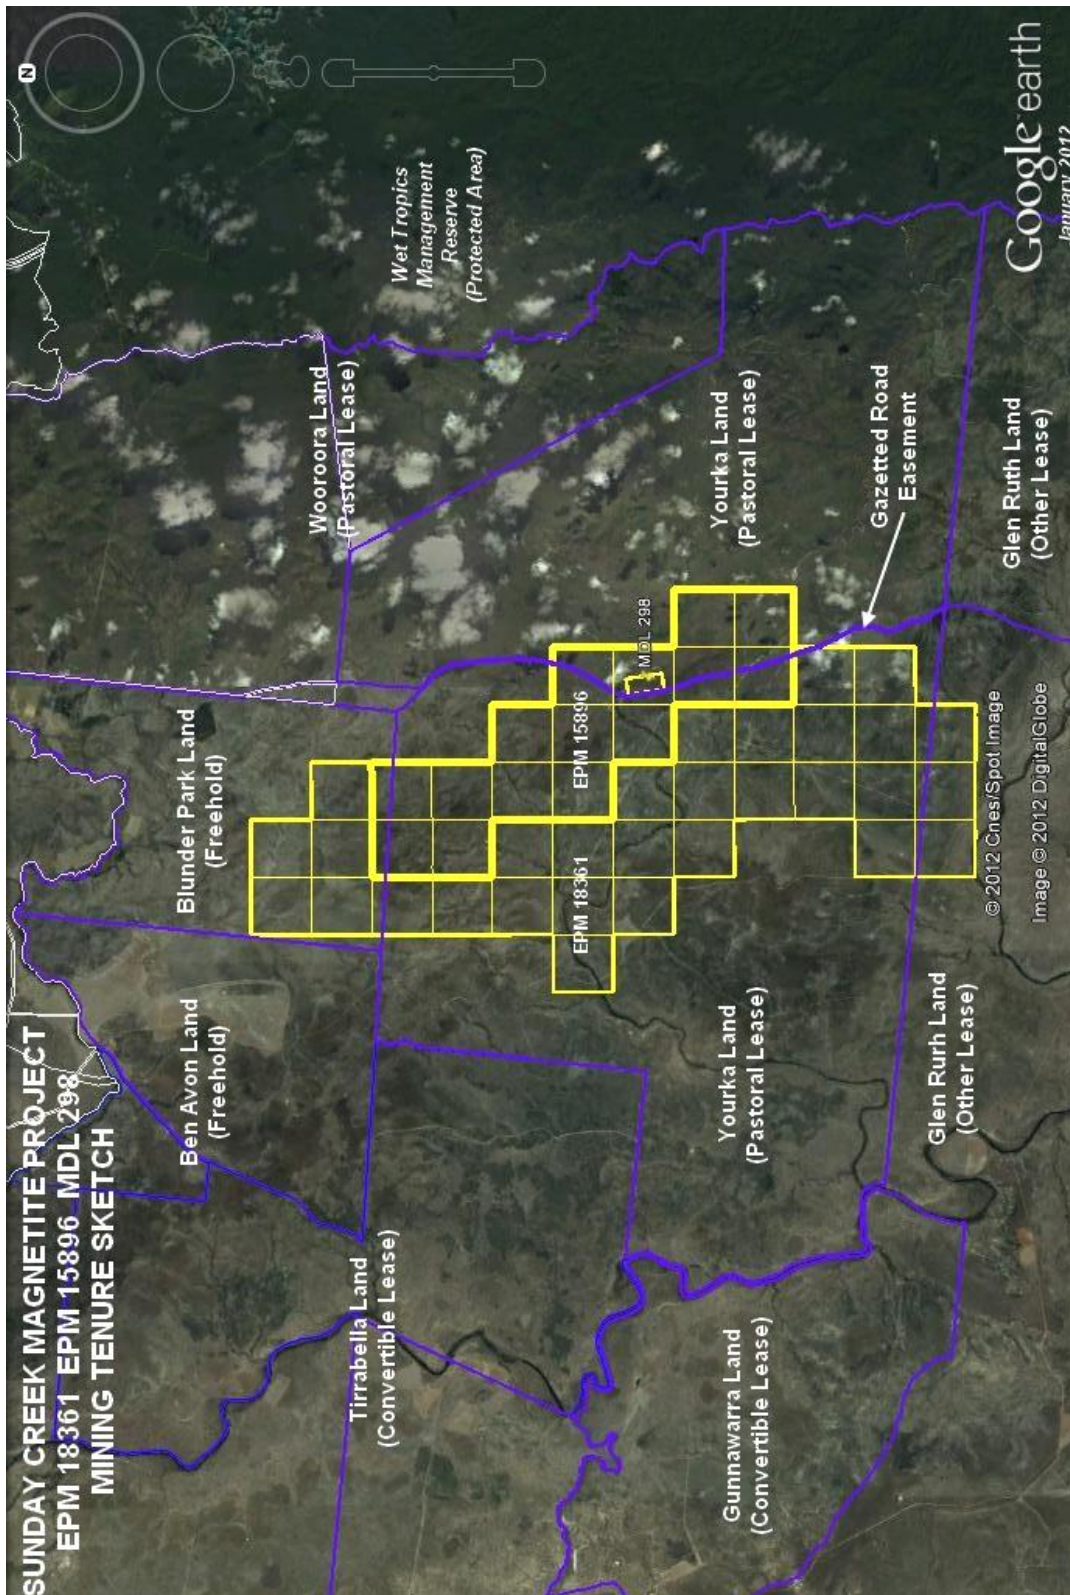 SUNDAY CREEK MAGNETITE PROJECT
EPM 18361 EPM 15896 MDL 298
MINING TENURE SKETCH
N
Ben Avon Land
(Freehold)
Blunder Park Land
(Freehold)
Wooroora Land
(Pastoral Lease)
Wet Tropics
Management
Reserve
(Protected Area)
Tirrabella Land
(Convertible Lease)
EPM 18361
EPM 15896
MDL 298
Gunnawarra Land
(Convertible Lease)
Yourka Land
(Pastoral Lease)
Yourka Land
(Pastoral Lease)
Gazetted Road
Easement
Glen Rurh Land
(Other Lease)
Glen Ruth Land
(Other Lease)
© 2012 Cnes/Spot Image
Image © 2012 DigitalGlobe
Google earth
January 2012